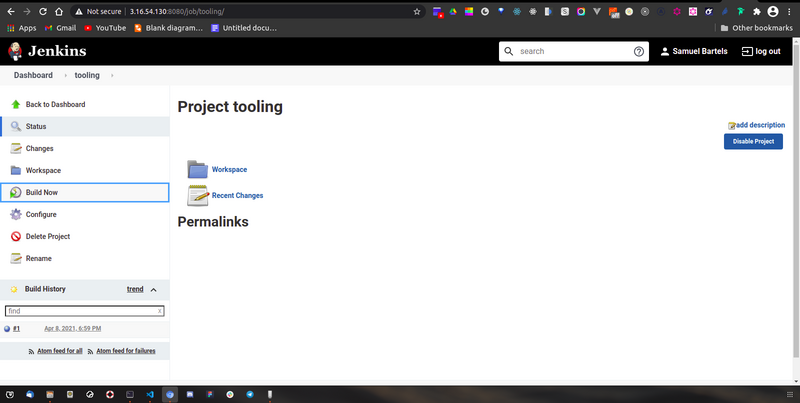 Not secure | 3.16.54.130:8080/job/tooling/
Apps Gmail YouTube Blank diagram... Untitled docu... Other bookmarks
Jenkins search Samuel Bartels log out
Dashboard tooling
Back to Dashboard
Status
Changes
Workspace
Build Now
Configure
Delete Project
Rename
Build History trend
find x
#1 Apr 8, 2021, 6:59 PM
Atom feed for all Atom feed for failures
Project tooling
add description
Disable Project
Workspace
Recent Changes
Permalinks